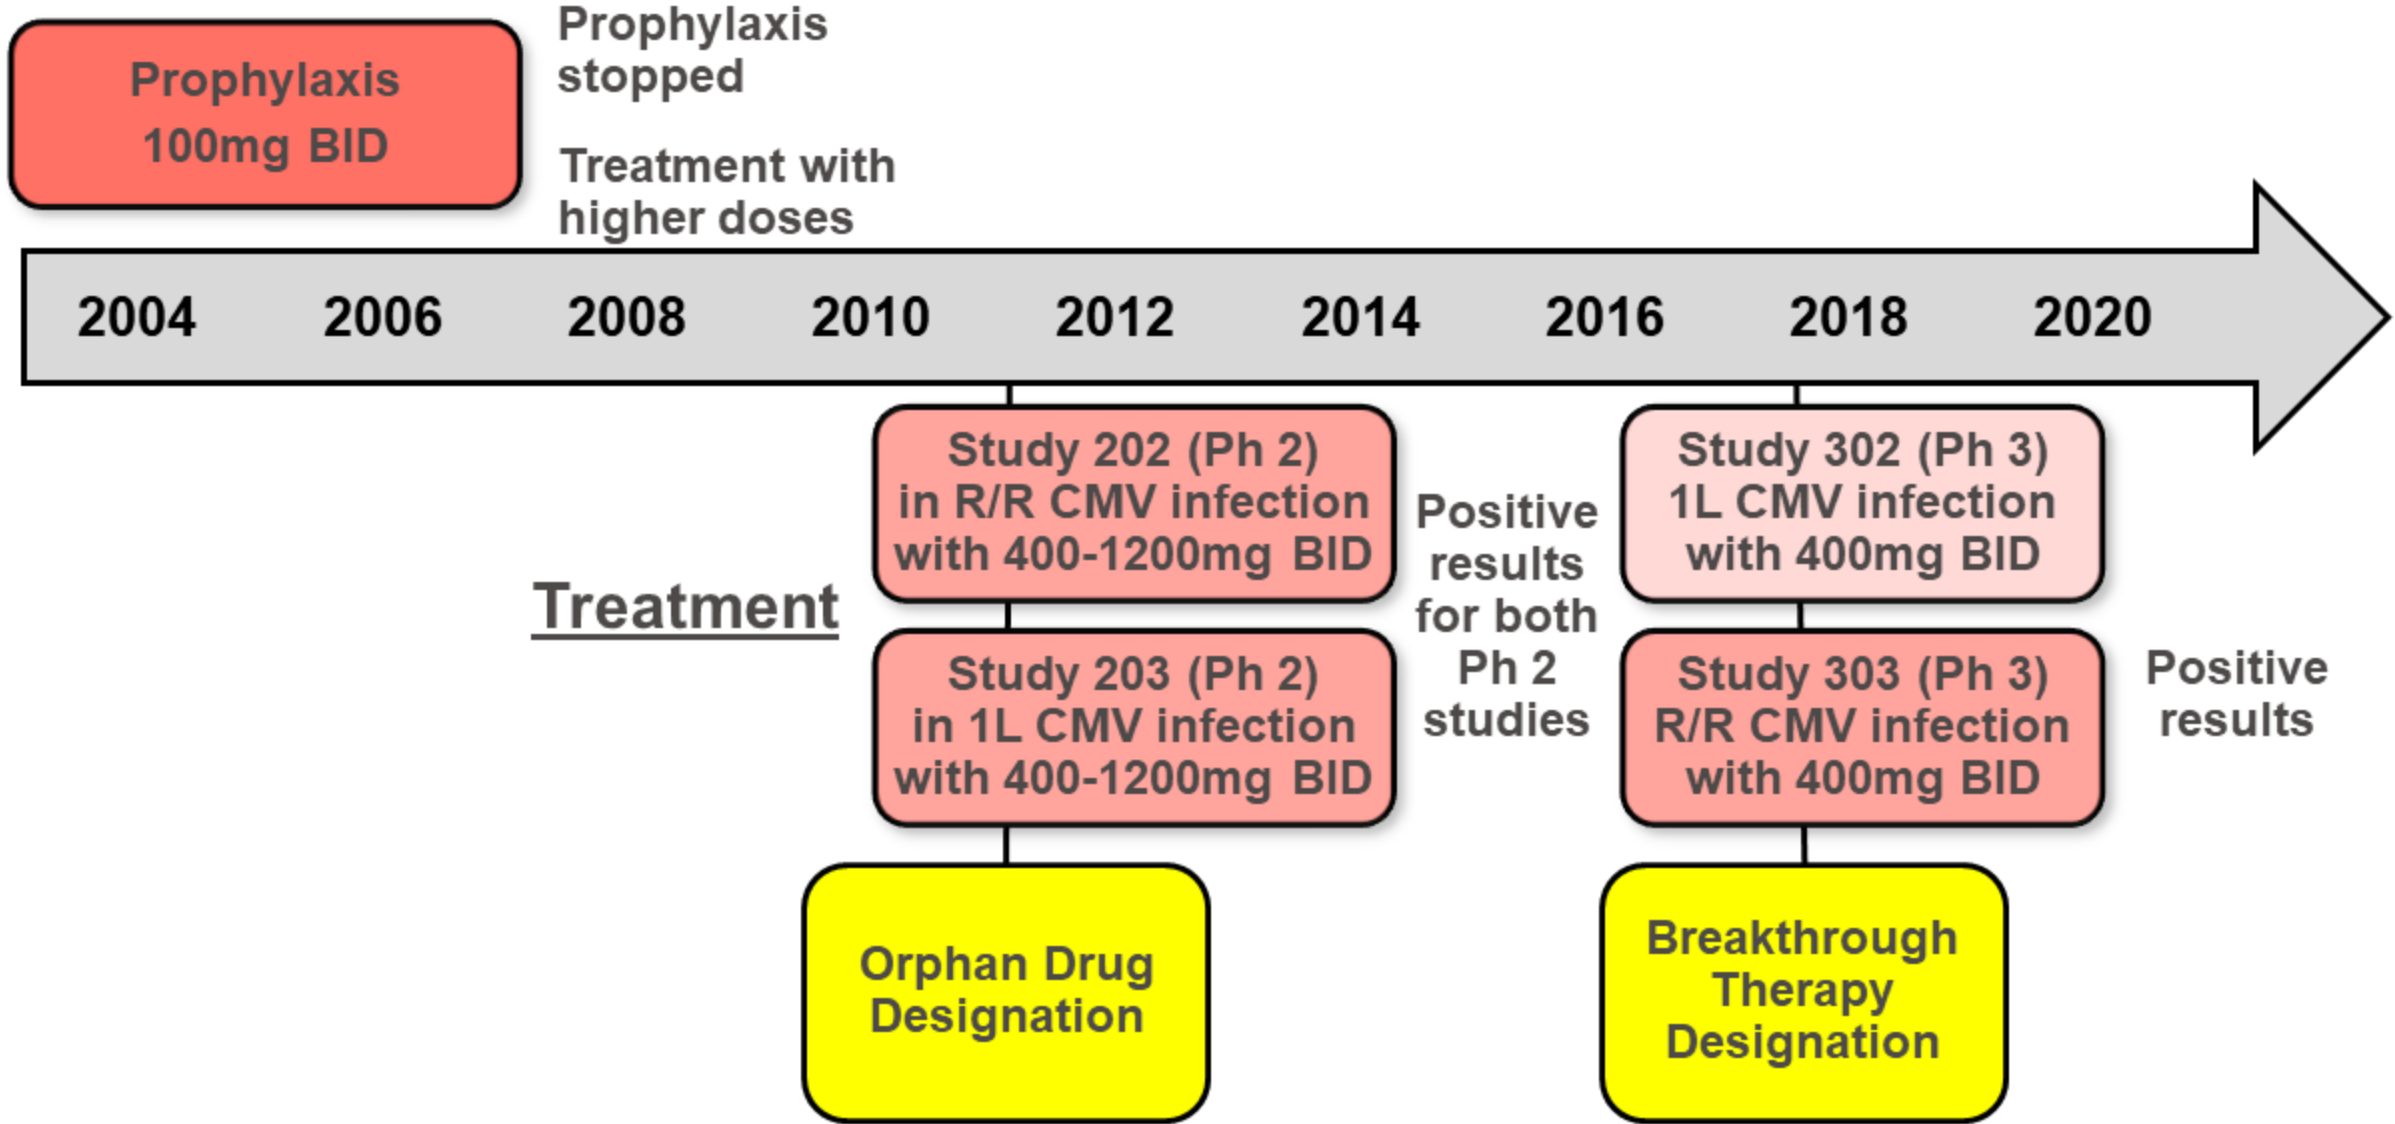 Prophylaxis
100mg BID
Prophylaxis
stopped
Treatment with
higher doses
2004 2006 2008 2010 2012 2014 2016 2018 2020
Treatment
Study 202 (Ph 2)
in R/R CMV infection
with 400-1200mg BID
Study 203 (Ph 2)
in 1L CMV infection
with 400-1200mg BID
Orphan Drug
Designation
Positive
results
for both
Ph 2
studies
Study 302 (Ph 3)
1L CMV infection
with 400mg BID
Study 303 (Ph 3)
R/R CMV infection
with 400mg BID
Breakthrough
Therapy
Designation
Positive
results